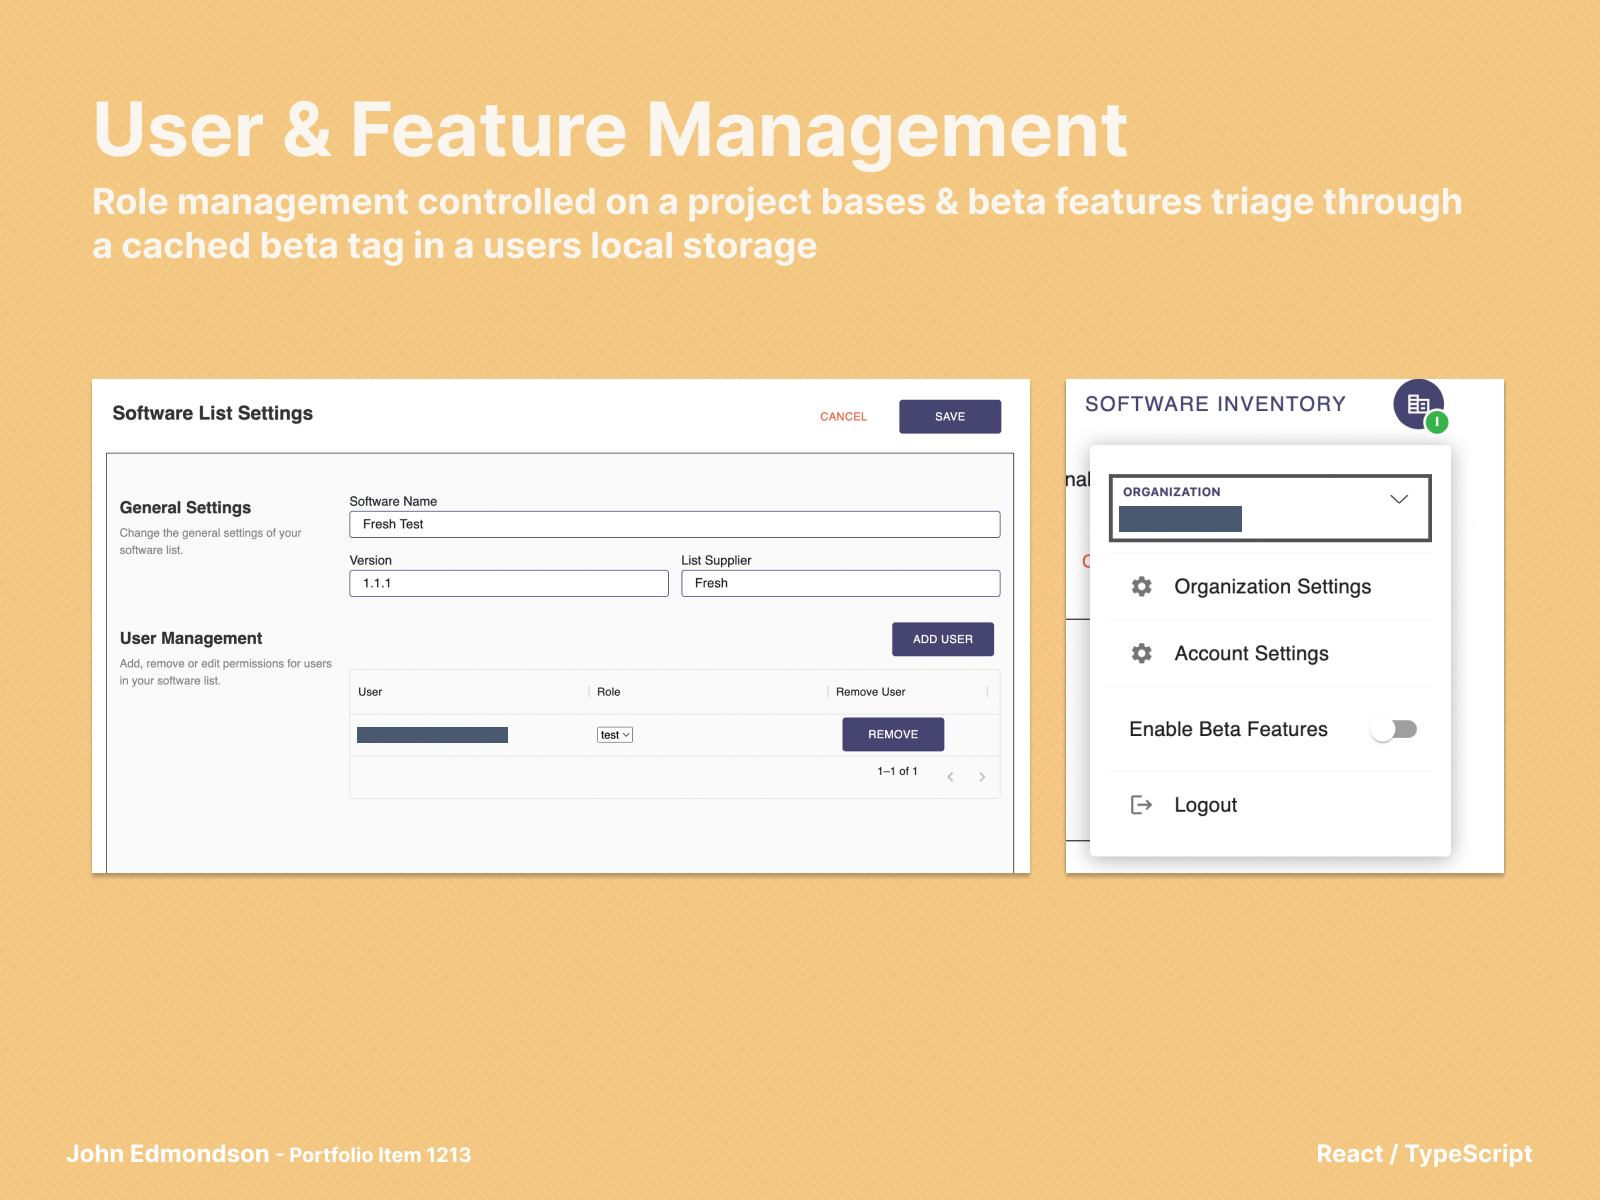 User & Feature Management
Role management controlled on a project bases & beta features triage through
a cached beta tag in a users local storage
Software List Settings
CANCEL
SAVE
General Settings
Change the general settings of your
software list.
Software Name
Fresh Test
Version
List Supplier
1.1.1
Fresh
User Management
Add, remove or edit permissions for users
in your software list.
ADD USER
User
Role
Remove User
test
REMOVE
1–1 of 1
SOFTWARE INVENTORY
I
ORGANIZATION
Organization Settings
Account Settings
Enable Beta Features
Logout
John Edmondson - Portfolio Item 1213
React / TypeScript